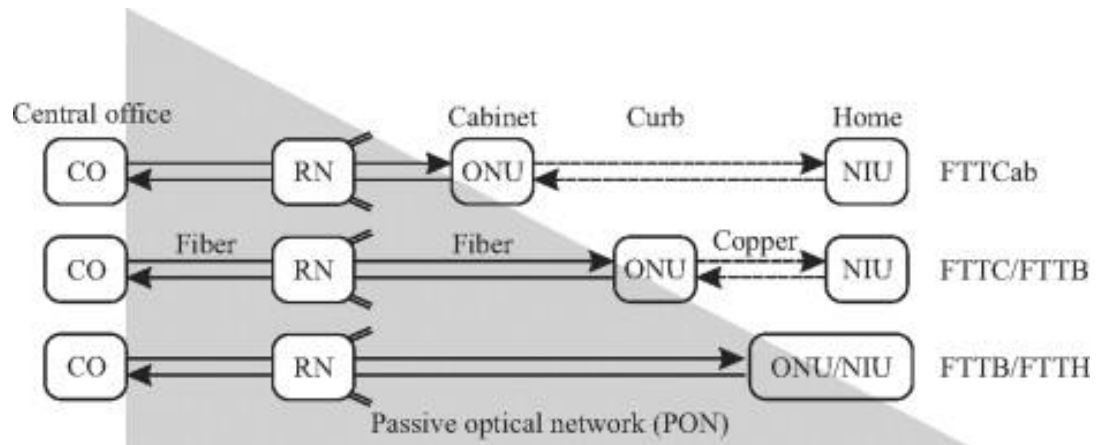 Central office Cabinet Curb Home
CO RN ONU NIU FTTCab
Fiber Fiber Copper
CO RN ONU NIU FTTC/FTTB
CO RN ONU/NIU FTTB/FTTH
Passive optical network (PON)